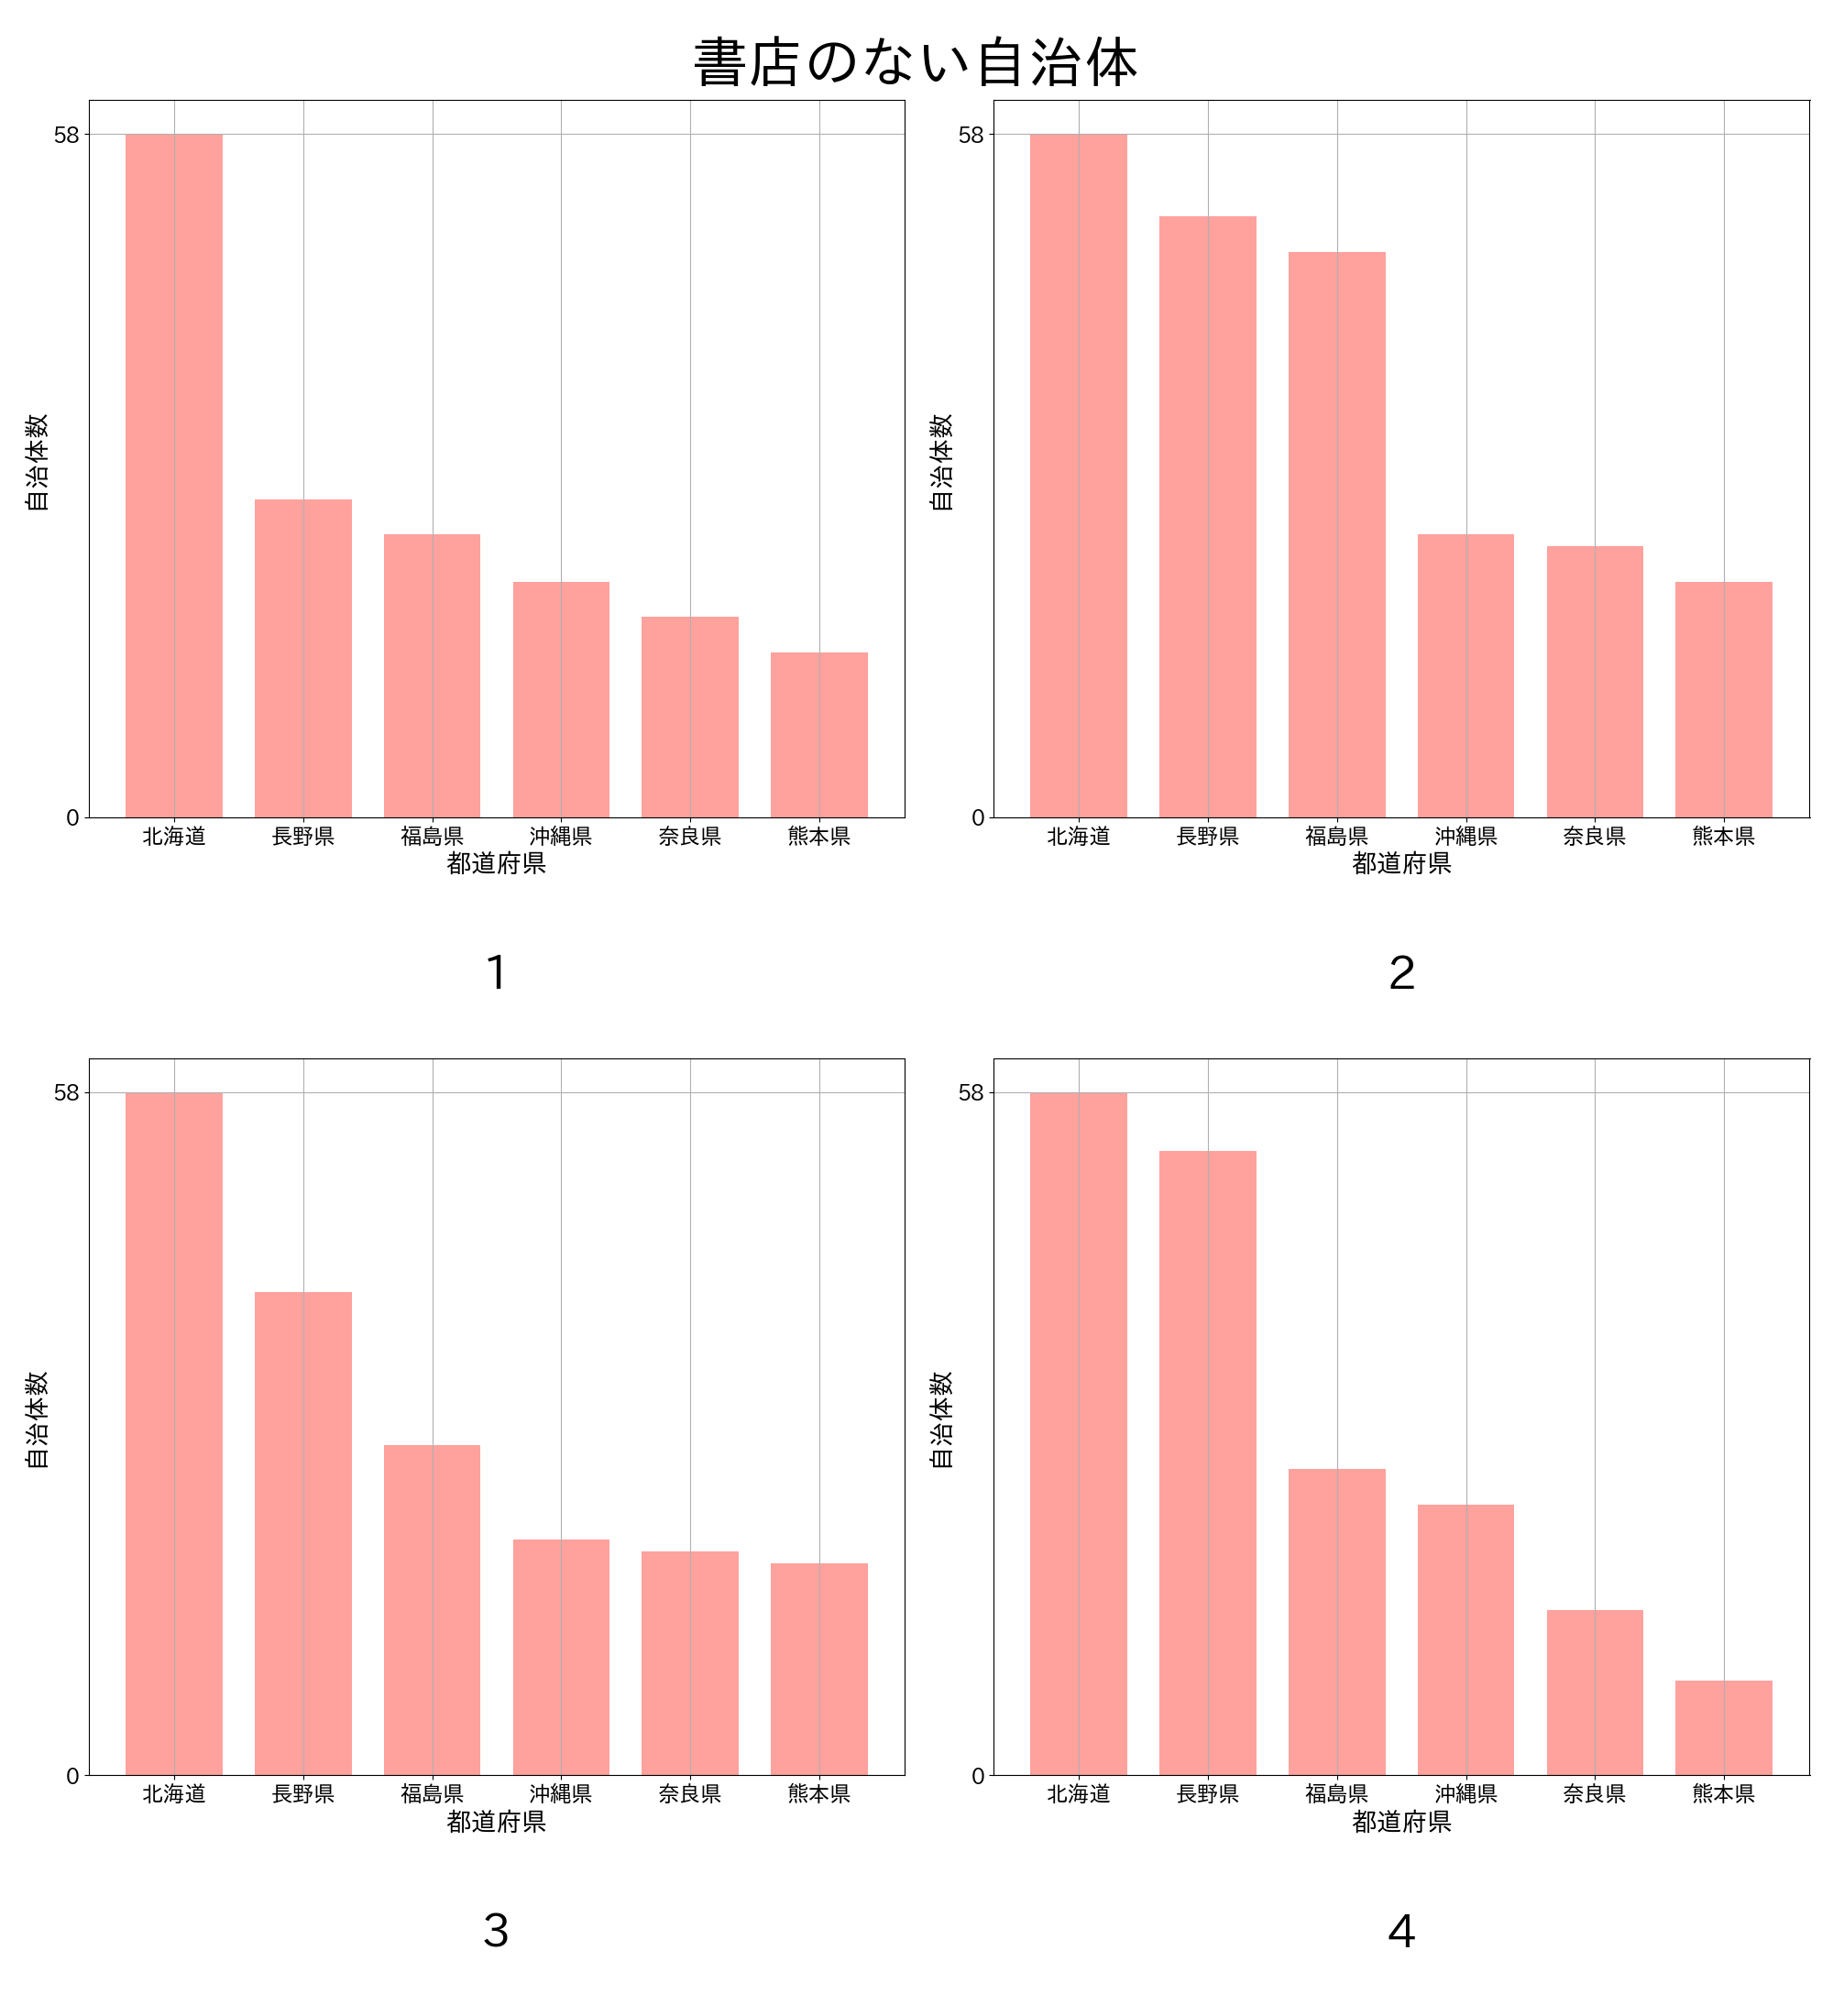 書店のない自治体
58
0
自治体数
北海道 長野県 福島県 沖縄県 奈良県 熊本県
都道府県
1
58
0
自治体数
北海道 長野県 福島県 沖縄県 奈良県 熊本県
都道府県
2
58
0
自治体数
北海道 長野県 福島県 沖縄県 奈良県 熊本県
都道府県
3
58
0
自治体数
北海道 長野県 福島県 沖縄県 奈良県 熊本県
都道府県
4